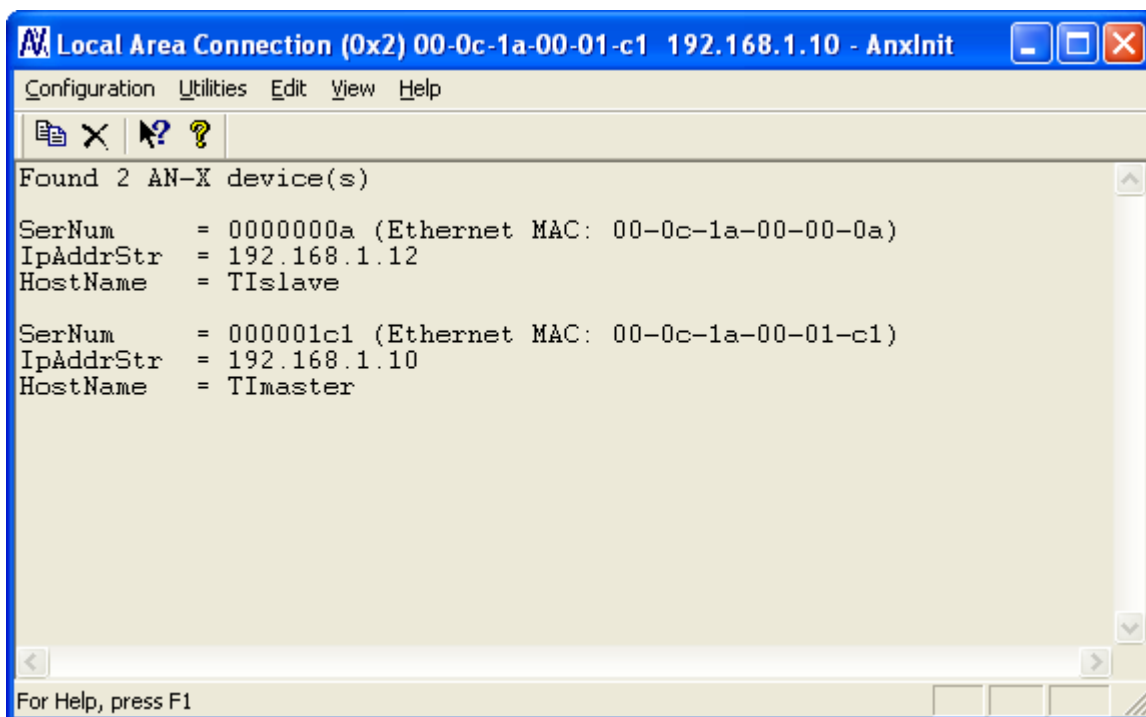 AX Local Area Connection (0x2) 00-0c-1a-00-01-c1 192.168.1.10 - AnxInit
Configuration Utilities Edit View Help
Found 2 AN-X device(s)
SerNum = 0000000a (Ethernet MAC: 00-0c-1a-00-00-0a)
IpAddrStr = 192.168.1.12
HostName = TIslave
SerNum = 000001c1 (Ethernet MAC: 00-0c-1a-00-01-c1)
IpAddrStr = 192.168.1.10
HostName = TImaster
For Help, press F1